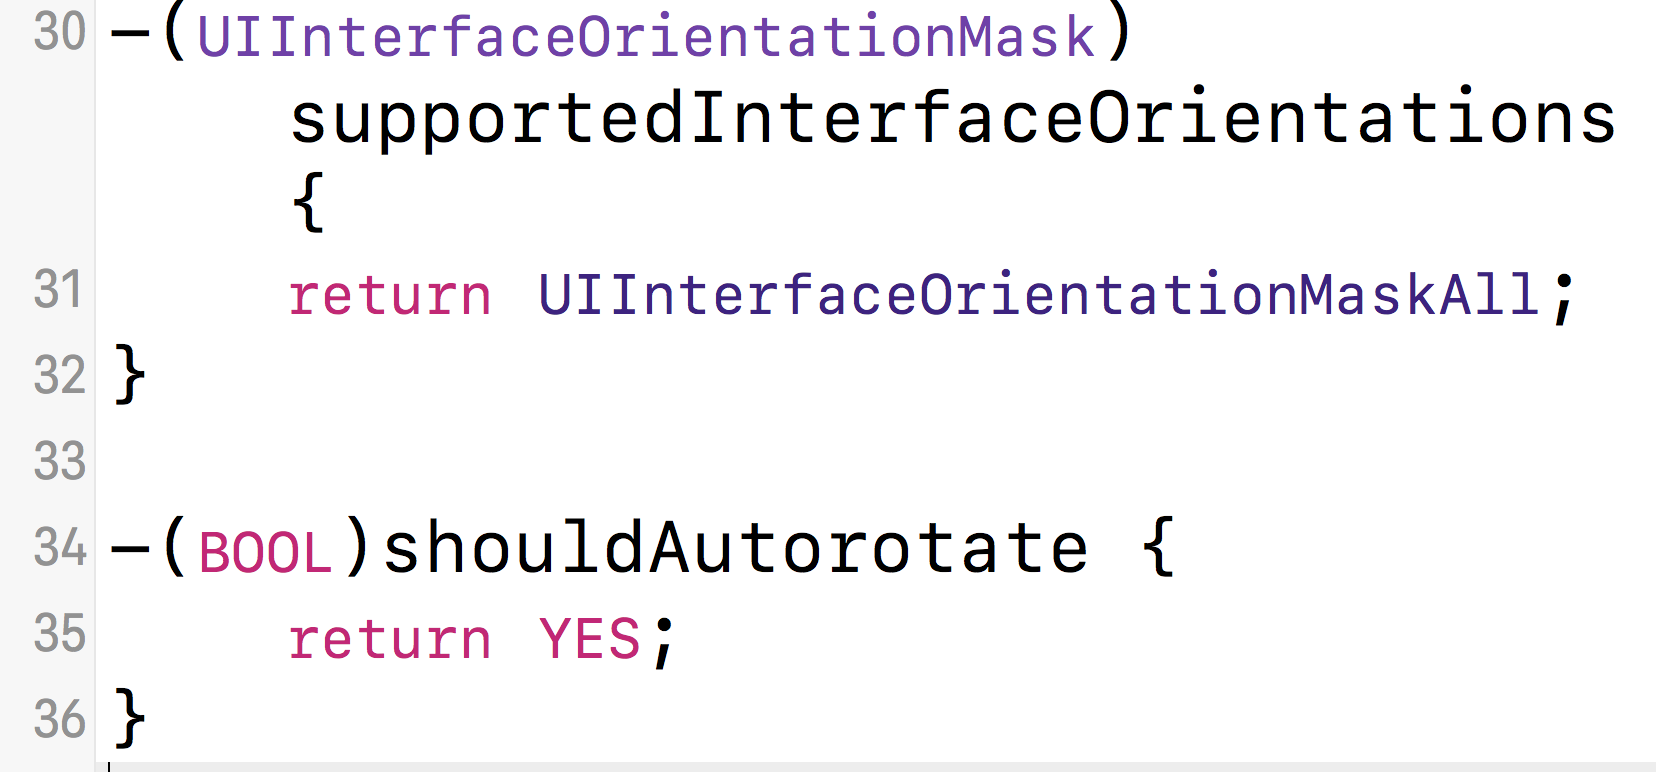 30 -(UIInterfaceOrientationMask)
supportedInterfaceOrientations
{
31 return UIInterfaceOrientationMaskAll;
32 }
33
34 -(BOOL)shouldAutorotate {
35 return YES;
36 }